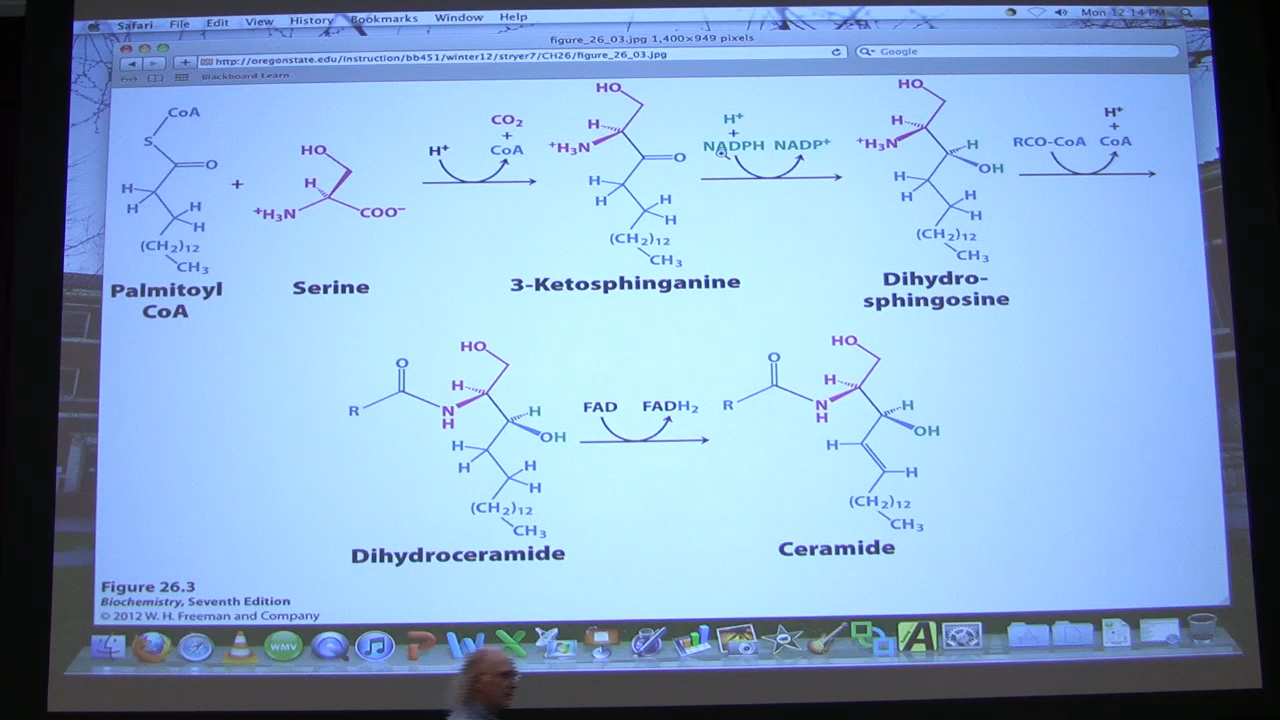 Safari File Edit View History Bookmarks Window Help Mon 12:14 PM
figure_26_03.jpg 1,400×949 pixels
http://oregonstate.edu/instruction/bb451/winter12/stryer7/CH26/figure_26_03.jpg
Google
Blackboard Learn
CoA
S
O
H
H
H
H
(CH₂)₁₂
CH₃
Palmitoyl
CoA
+
HO
H
⁺H₃N
COO⁻
Serine
H⁺
CO₂
+
CoA
HO
H
⁺H₃N
O
H
H
H
H
(CH₂)₁₂
CH₃
3-Ketosphinganine
H⁺
+
NADPH NADP⁺
HO
H
⁺H₃N
H
OH
H
H
H
H
(CH₂)₁₂
CH₃
Dihydro-
sphingosine
H⁺
+
RCO-CoA CoA
HO
O
H
R
N
H
H
OH
H
H
H
H
(CH₂)₁₂
CH₃
Dihydroceramide
FAD FADH₂
HO
O
H
R
N
H
H
OH
H
H
(CH₂)₁₂
CH₃
Ceramide
Figure 26.3
Biochemistry, Seventh Edition
© 2012 W. H. Freeman and Company
WMV